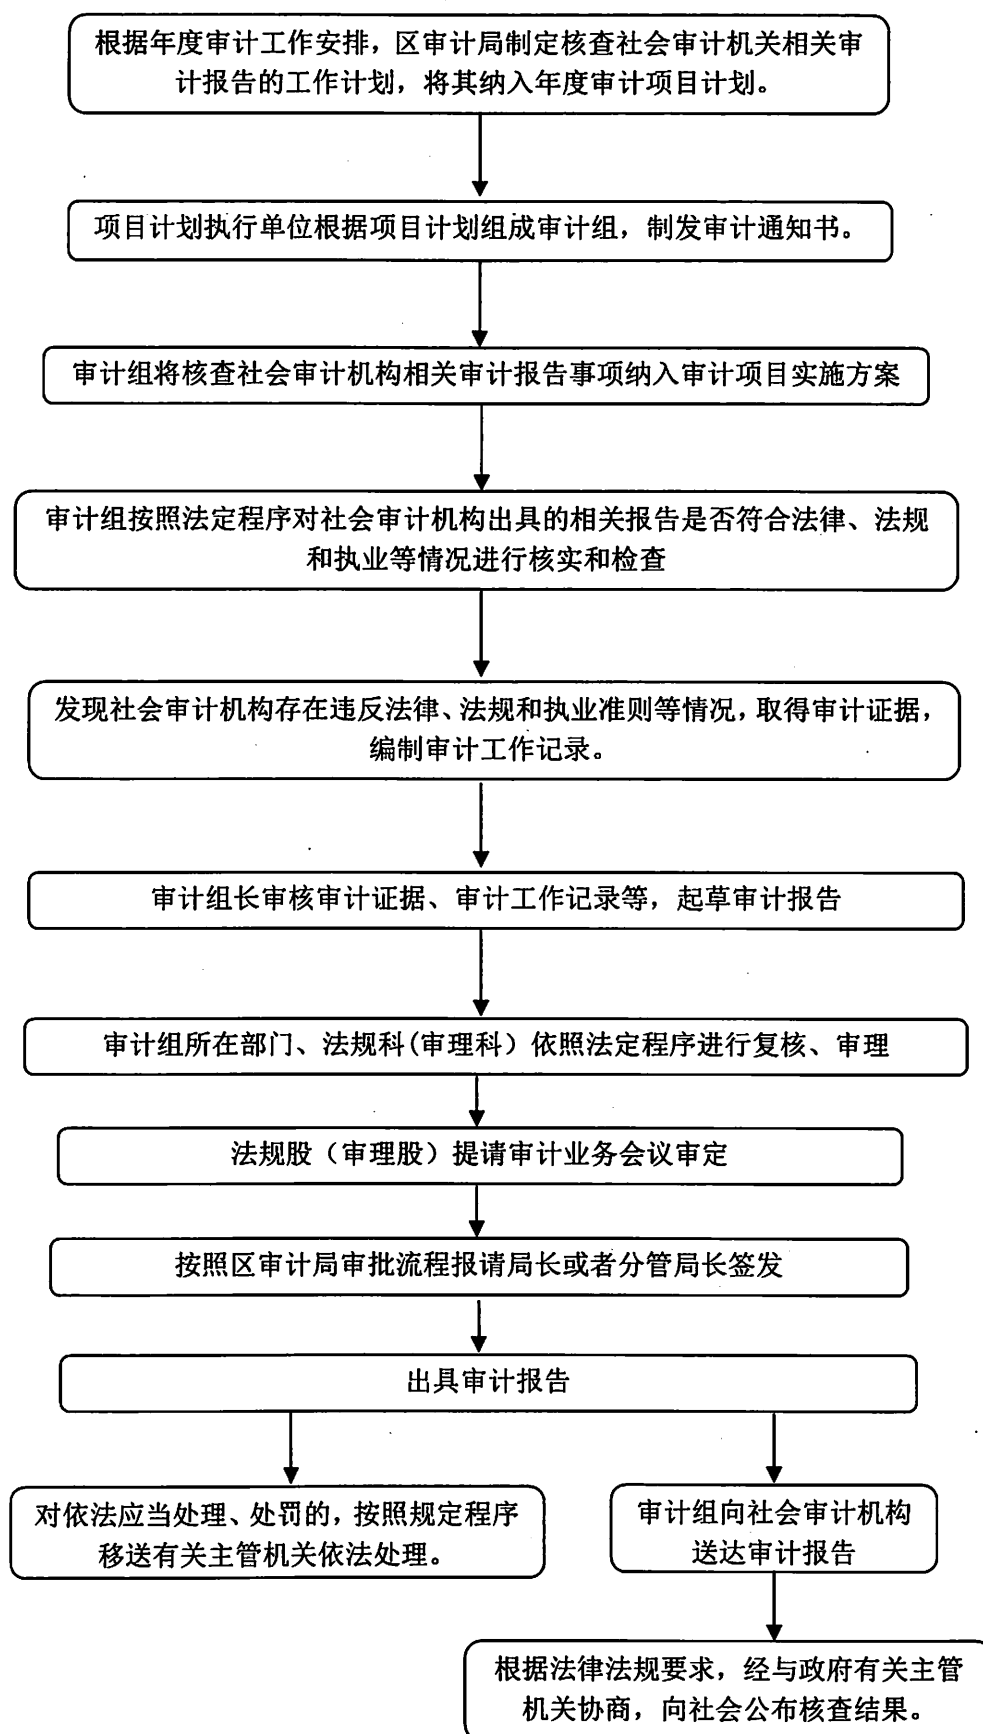 根据年度审计工作安排，区审计局制定核查社会审计机关相关审
计报告的工作计划，将其纳入年度审计项目计划。
项目计划执行单位根据项目计划组成审计组，制发审计通知书。
审计组将核查社会审计机构相关审计报告事项纳入审计项目实施方案
审计组按照法定程序对社会审计机构出具的相关报告是否符合法律、法规
和执业等情况进行核实和检查
发现社会审计机构存在违反法律、法规和执业准则等情况，取得审计证据，
编制审计工作记录。
审计组长审核审计证据、审计工作记录等，起草审计报告
审计组所在部门、法规科(审理科）依照法定程序进行复核、审理
法规股（审理股）提请审计业务会议审定
按照区审计局审批流程报请局长或者分管局长签发
出具审计报告
对依法应当处理、处罚的，按照规定程序
移送有关主管机关依法处理。
审计组向社会审计机构
送达审计报告
根据法律法规要求，经与政府有关主管
机关协商，向社会公布核查结果。